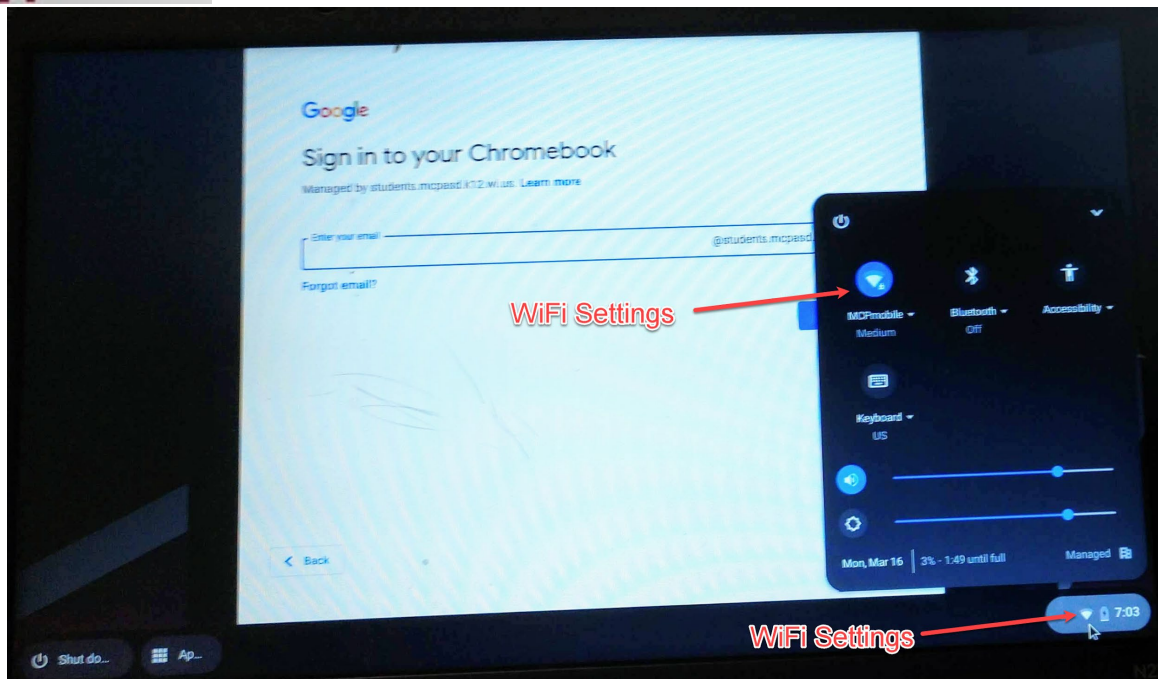 Google
Sign in to your Chromebook
Managed by students.mcpasd.k12.wi.us. Learn more
Enter your email
@students.mcpasd.
Forgot email?
WiFi Settings
MCPmobile
Medium
Bluetooth
Off
Accessibility
Keyboard
US
Back
Mon, Mar 16
3% - 1:49 until full
Managed
WiFi Settings
7:03
Shut do...
Ap...